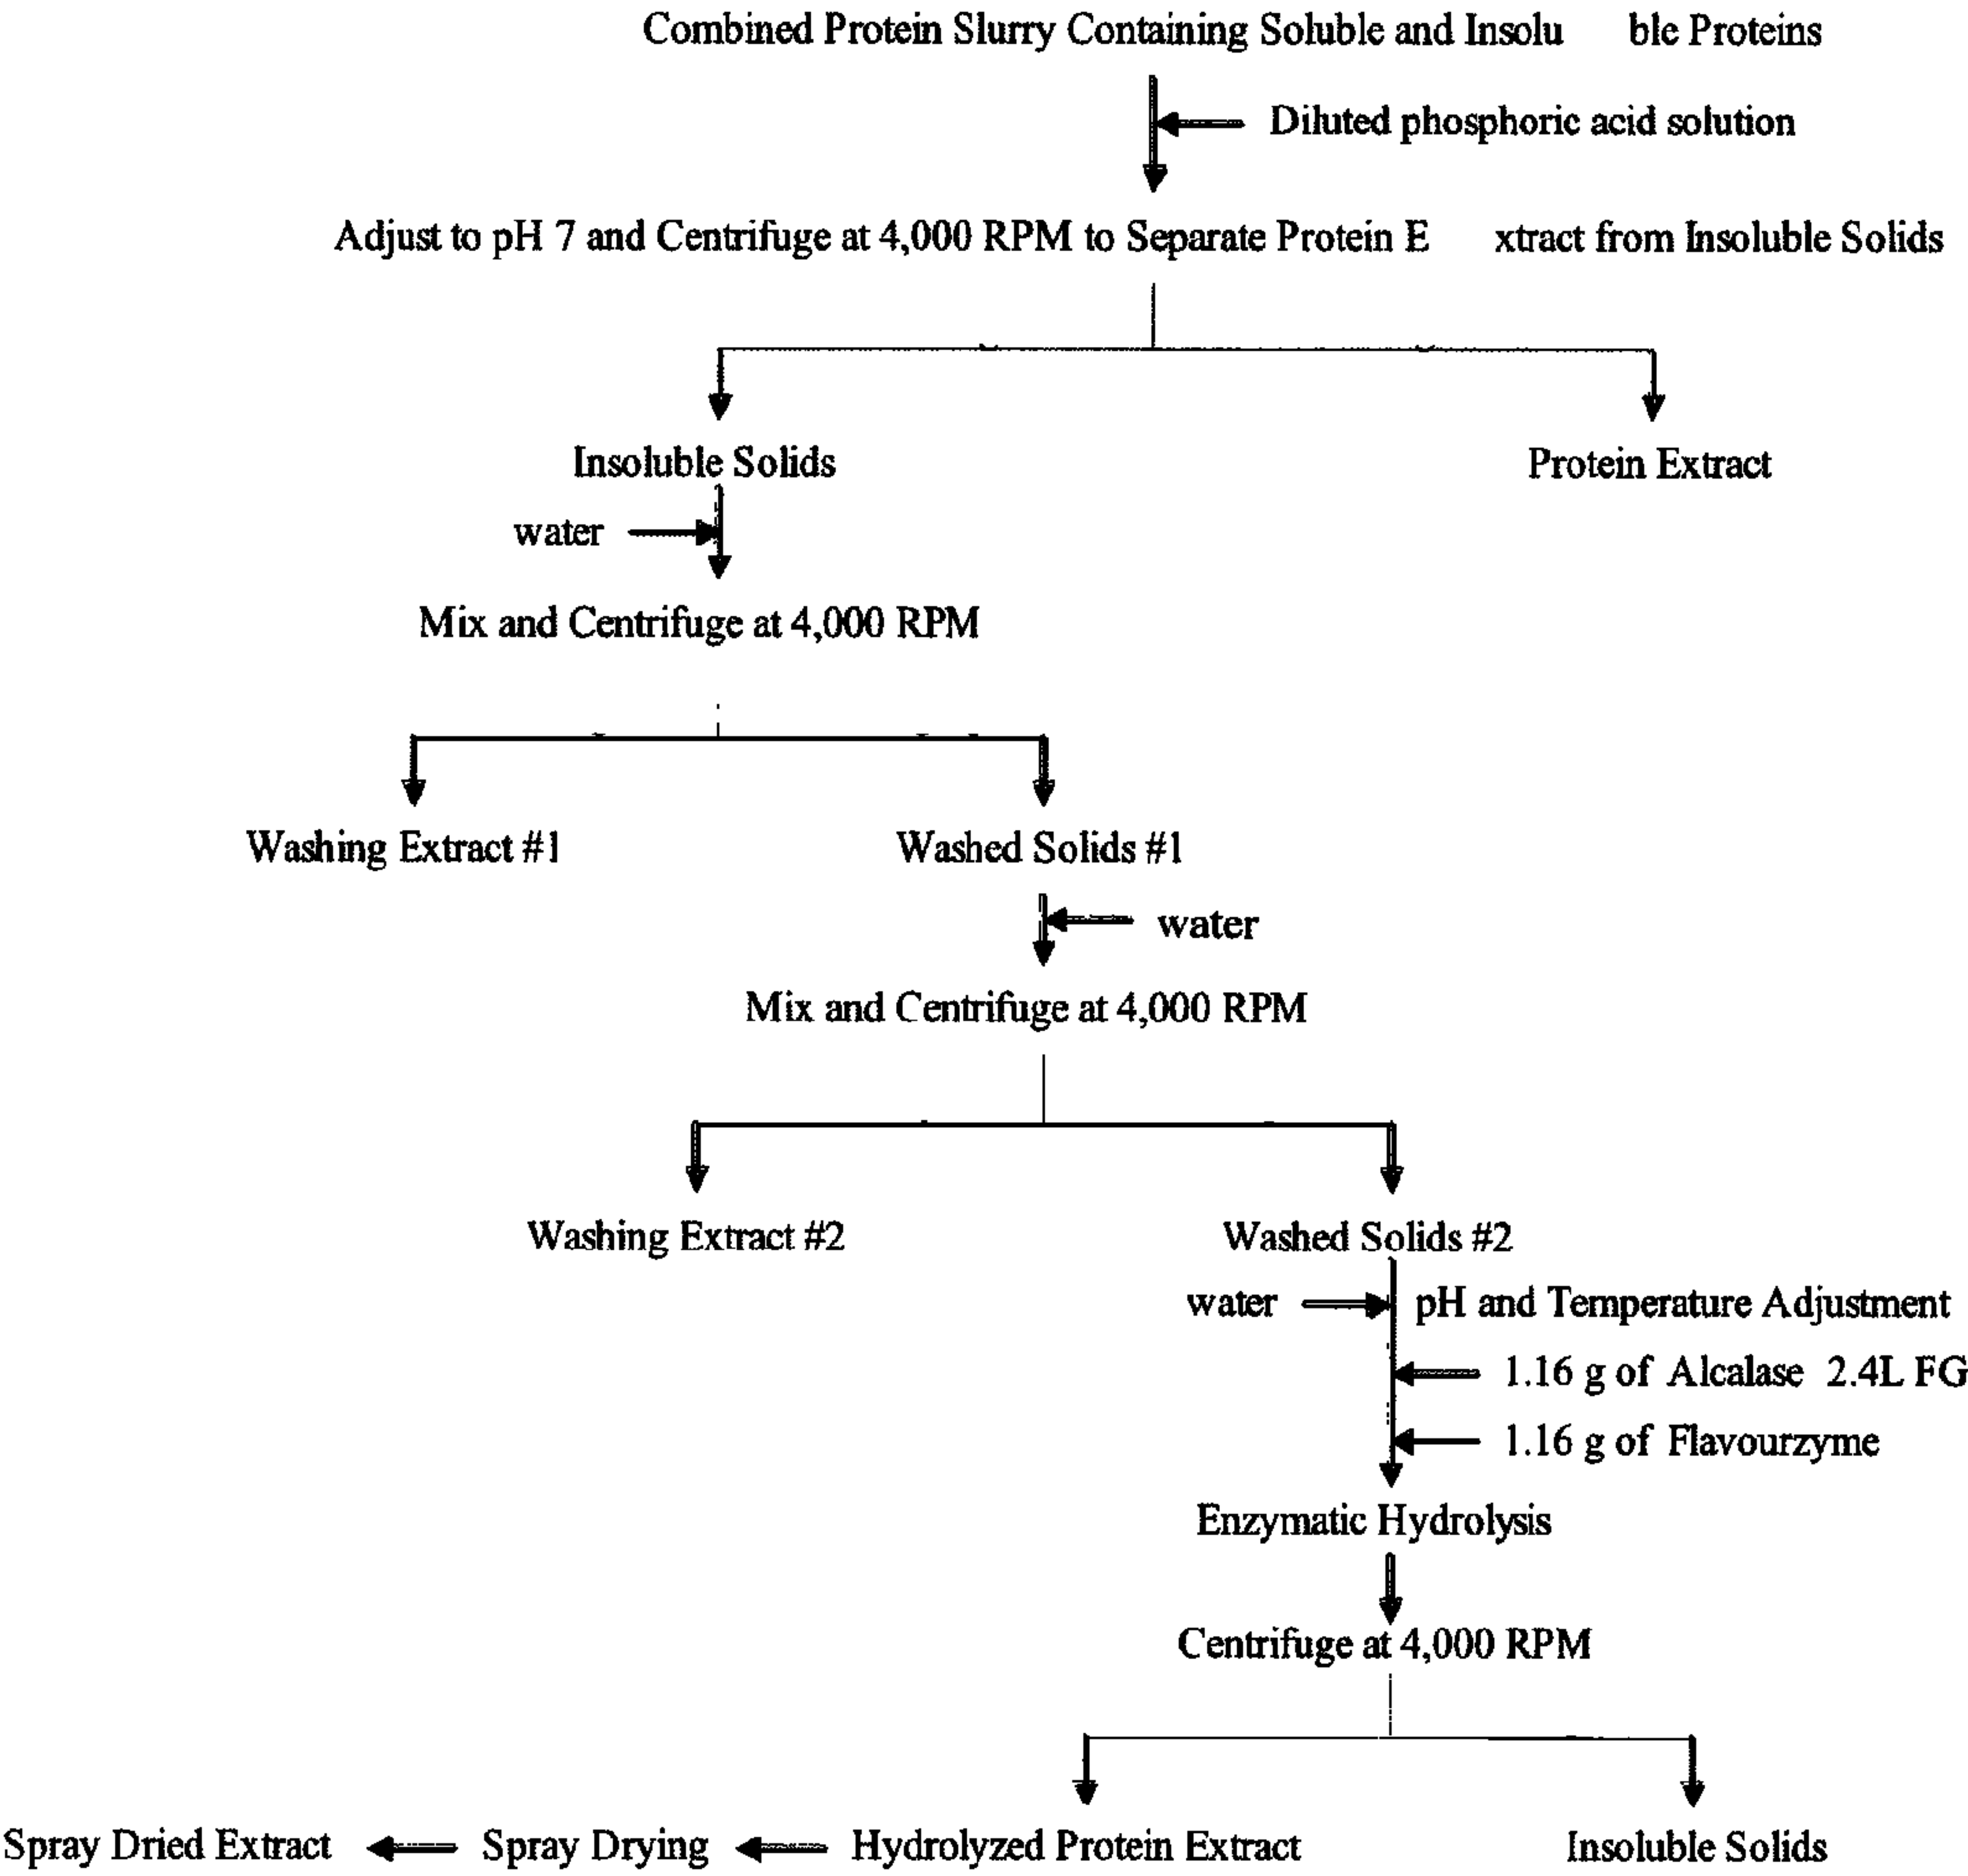 Combined Protein Slurry Containing Soluble and Insolu ble Proteins
Diluted phosphoric acid solution
Adjust to pH 7 and Centrifuge at 4,000 RPM to Separate Protein E xtract from Insoluble Solids
Insoluble Solids
Protein Extract
water
Mix and Centrifuge at 4,000 RPM
Washing Extract #1
Washed Solids #1
water
Mix and Centrifuge at 4,000 RPM
Washing Extract #2
Washed Solids #2
water
pH and Temperature Adjustment
1.16 g of Alcalase 2.4L FG
1.16 g of Flavourzyme
Enzymatic Hydrolysis
Centrifuge at 4,000 RPM
Spray Dried Extract
Spray Drying
Hydrolyzed Protein Extract
Insoluble Solids